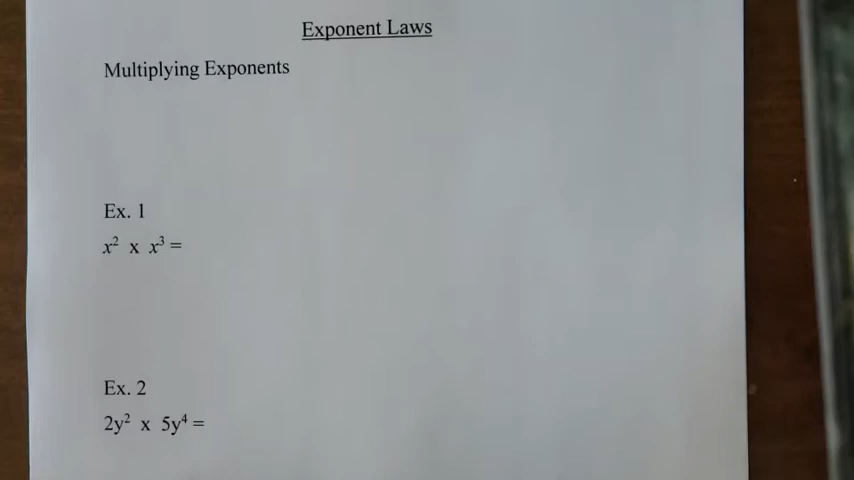 Exponent Laws
Multiplying Exponents
Ex. 1
x² x x³ =
Ex. 2
2y² x 5y⁴ =